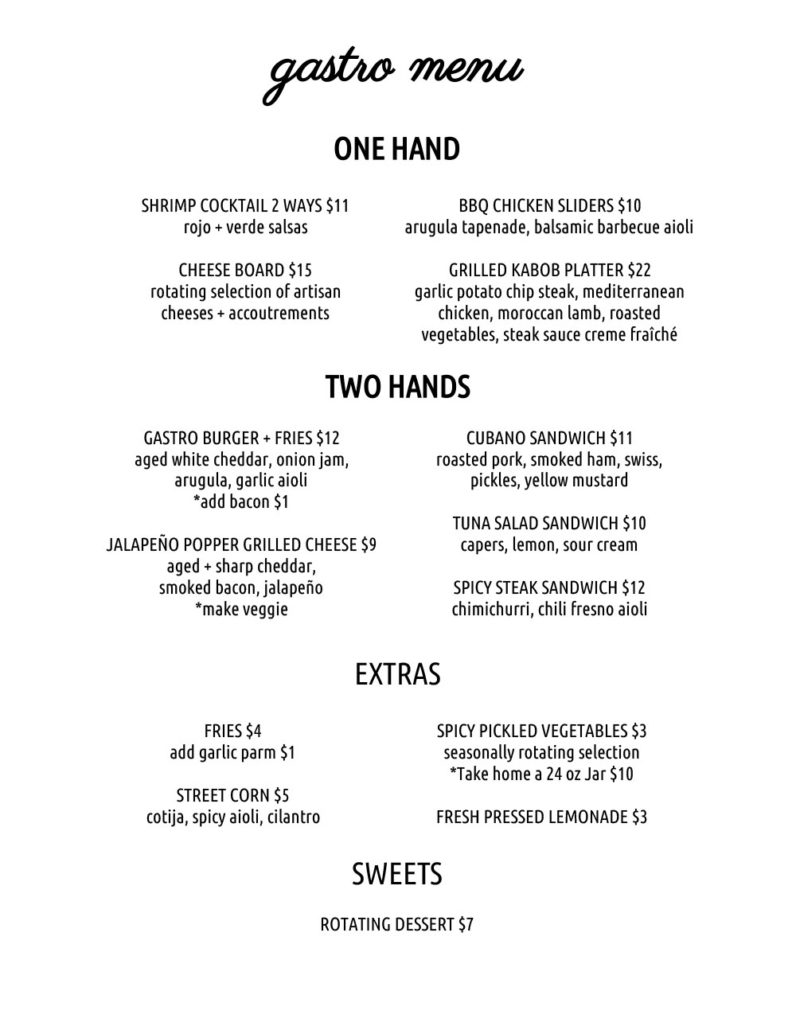 gastro menu
ONE HAND
SHRIMP COCKTAIL 2 WAYS $11
rojo + verde salsas
CHEESE BOARD $15
rotating selection of artisan
cheeses + accoutrements
BBQ CHICKEN SLIDERS $10
arugula tapenade, balsamic barbecue aioli
GRILLED KABOB PLATTER $22
garlic potato chip steak, mediterranean
chicken, moroccan lamb, roasted
vegetables, steak sauce creme fraîché
TWO HANDS
GASTRO BURGER + FRIES $12
aged white cheddar, onion jam,
arugula, garlic aioli
*add bacon $1
JALAPEÑO POPPER GRILLED CHEESE $9
aged + sharp cheddar,
smoked bacon, jalapeño
*make veggie
CUBANO SANDWICH $11
roasted pork, smoked ham, swiss,
pickles, yellow mustard
TUNA SALAD SANDWICH $10
capers, lemon, sour cream
SPICY STEAK SANDWICH $12
chimichurri, chili fresno aioli
EXTRAS
FRIES $4
add garlic parm $1
STREET CORN $5
cotija, spicy aioli, cilantro
SPICY PICKLED VEGETABLES $3
seasonally rotating selection
*Take home a 24 oz Jar $10
FRESH PRESSED LEMONADE $3
SWEETS
ROTATING DESSERT $7